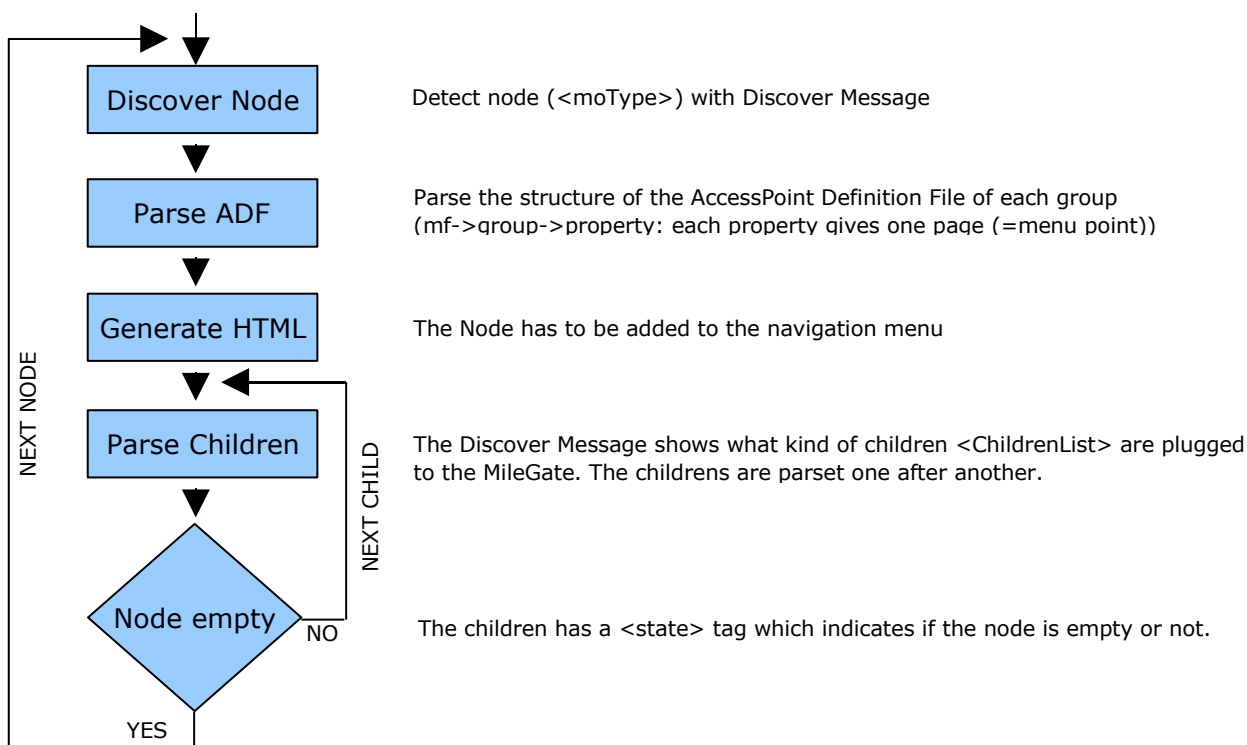 Discover Node
Detect node (<moType>) with Discover Message
Parse ADF
Parse the structure of the AccessPoint Definition File of each group
(mf->group->property: each property gives one page (=menu point))
Generate HTML
The Node has to be added to the navigation menu
NEXT NODE
Parse Children
The Discover Message shows what kind of children <ChildrenList> are plugged
to the MileGate. The childrens are parset one after another.
NEXT CHILD
Node empty
NO
The children has a <state> tag which indicates if the node is empty or not.
YES